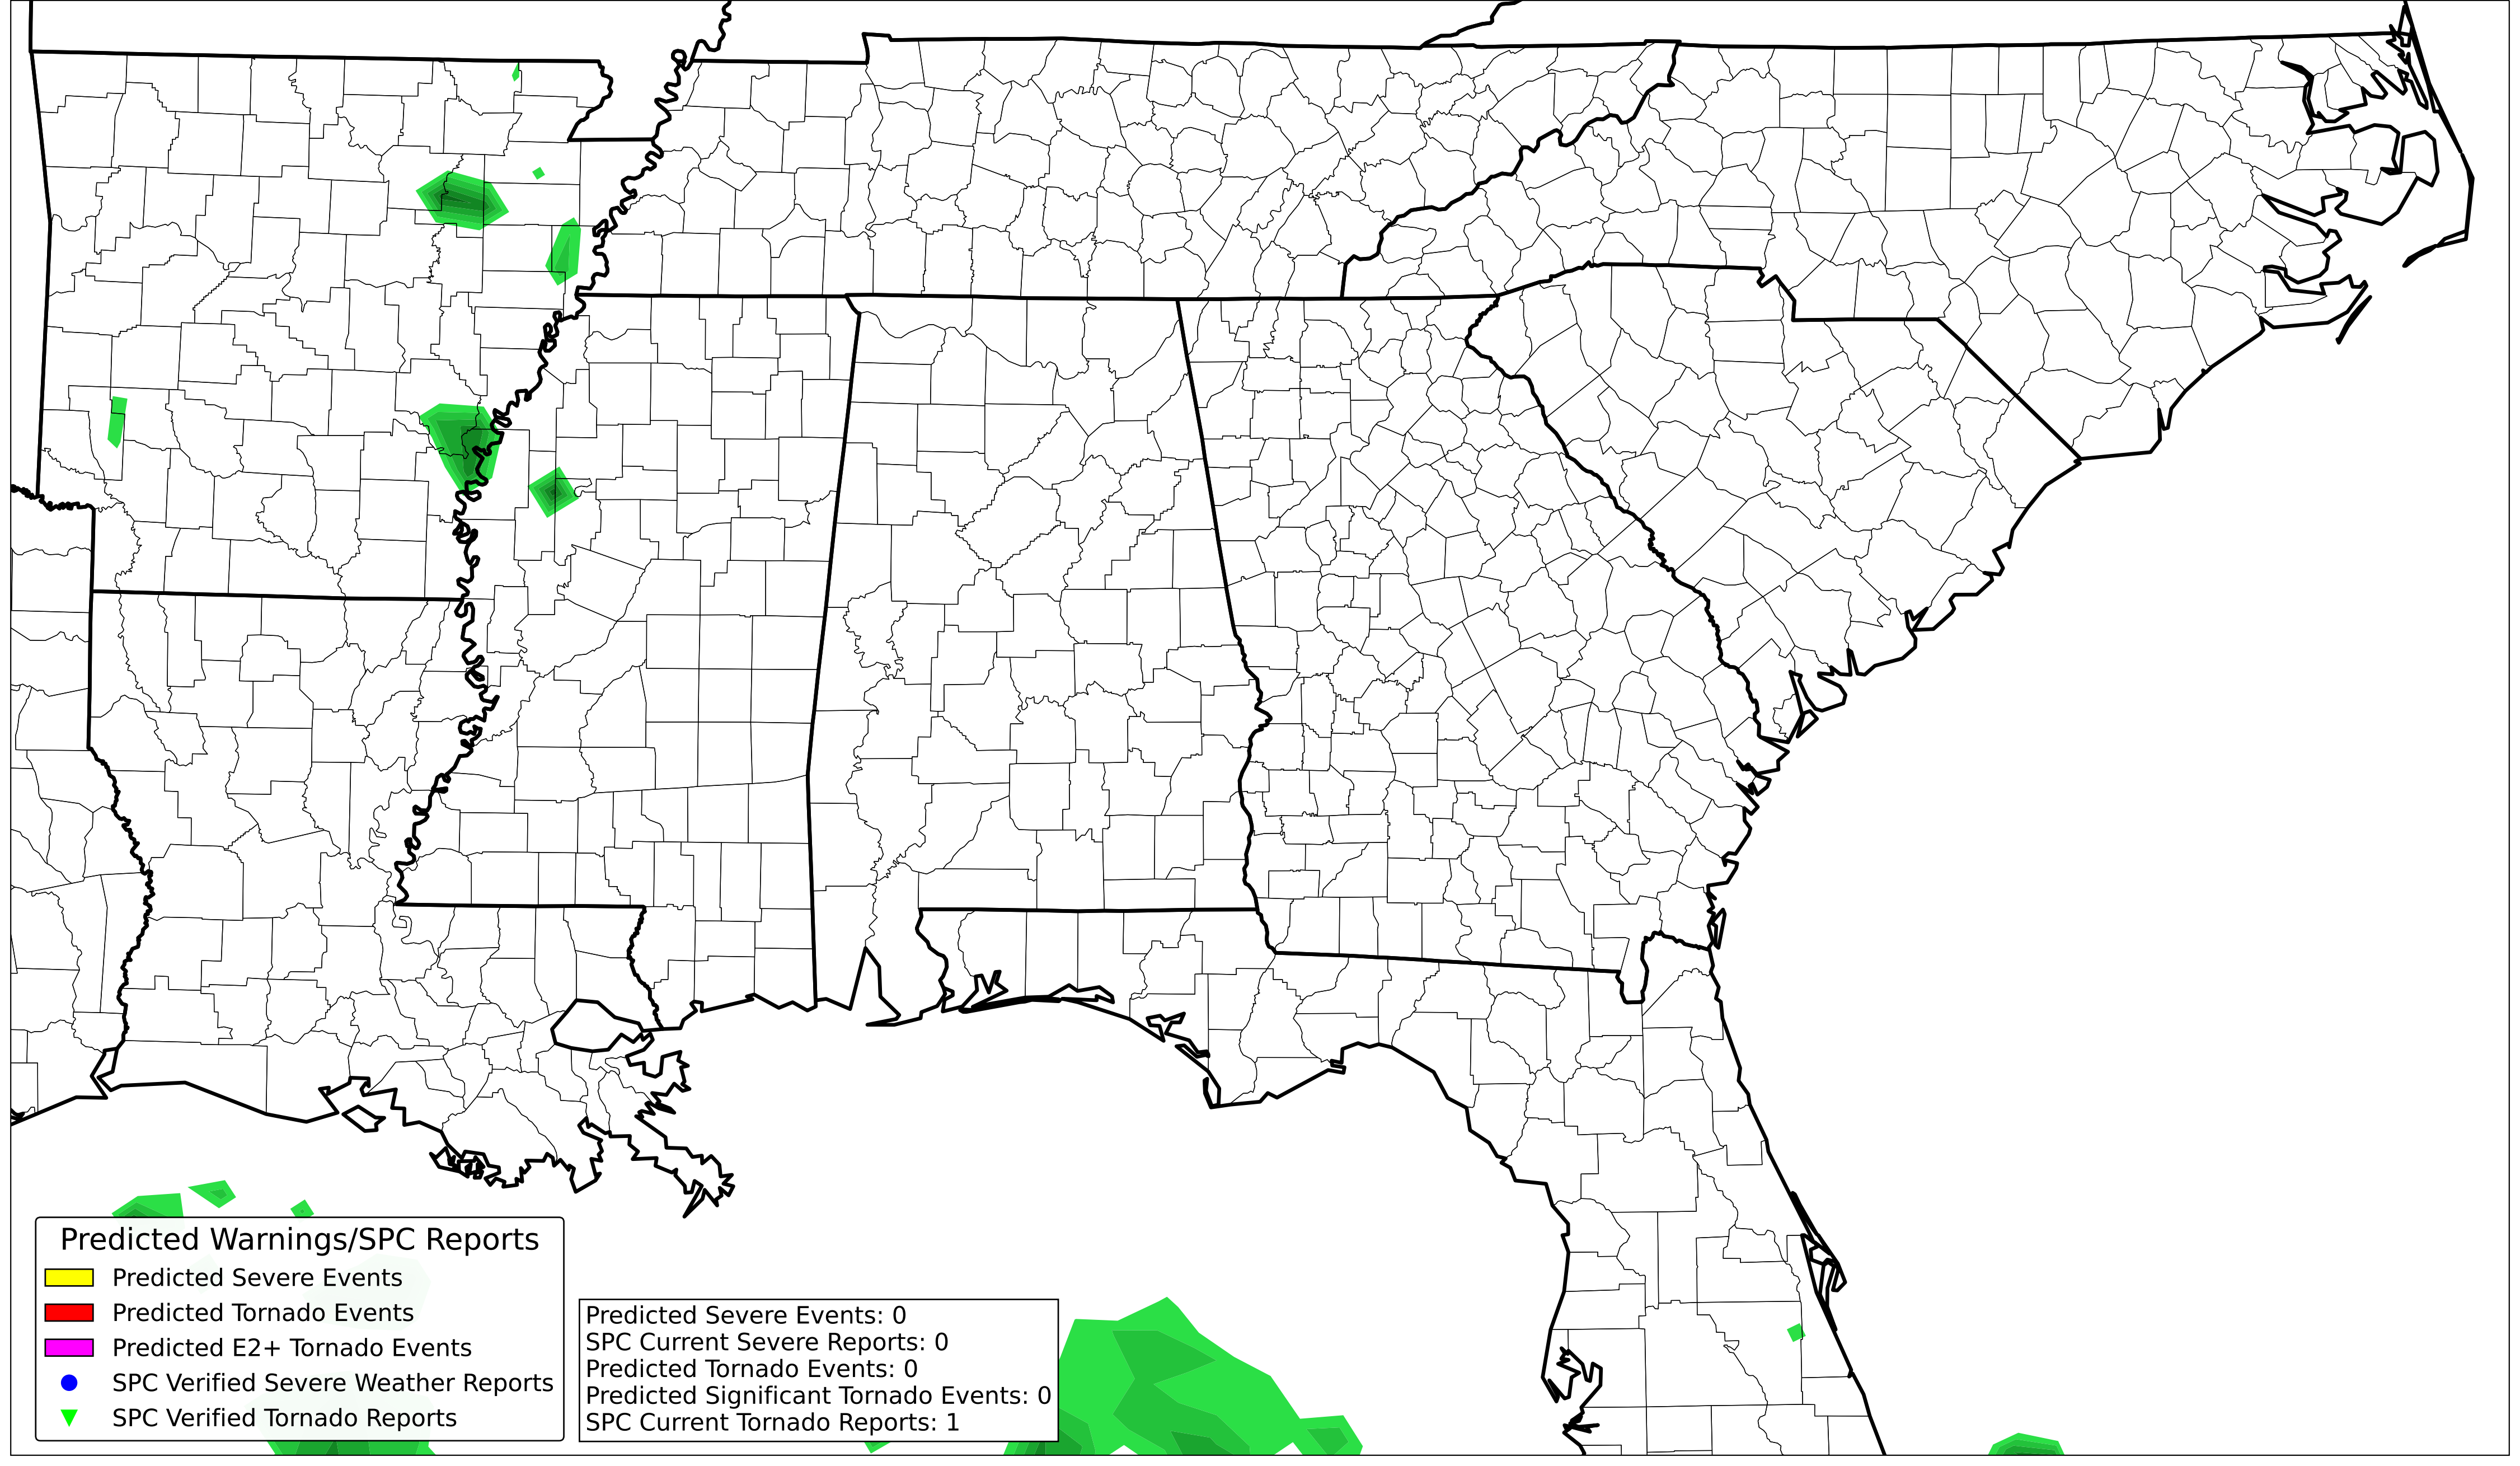 Predicted Warnings/SPC Reports
Predicted Severe Events
Predicted Tornado Events
Predicted E2+ Tornado Events
SPC Verified Severe Weather Reports
SPC Verified Tornado Reports
Predicted Severe Events: 0
SPC Current Severe Reports: 0
Predicted Tornado Events: 0
Predicted Significant Tornado Events: 0
SPC Current Tornado Reports: 1